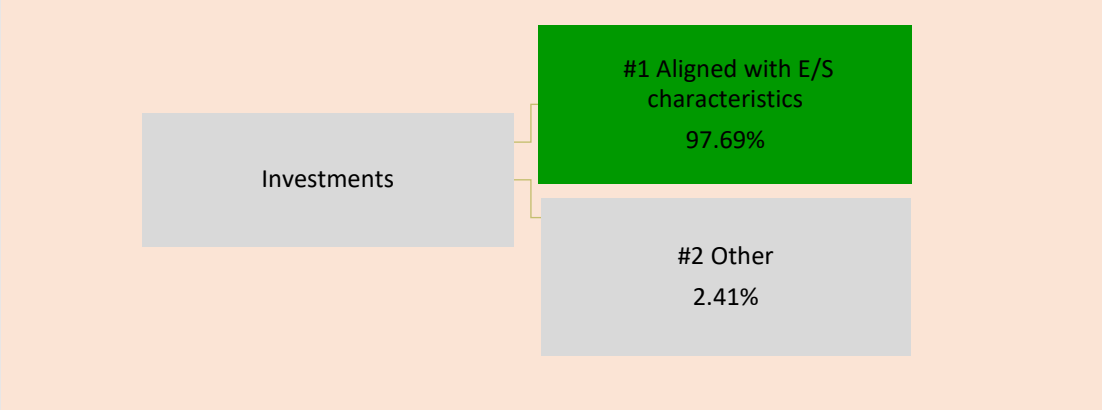 Investments
#1 Aligned with E/S
characteristics
97.69%
#2 Other
2.41%